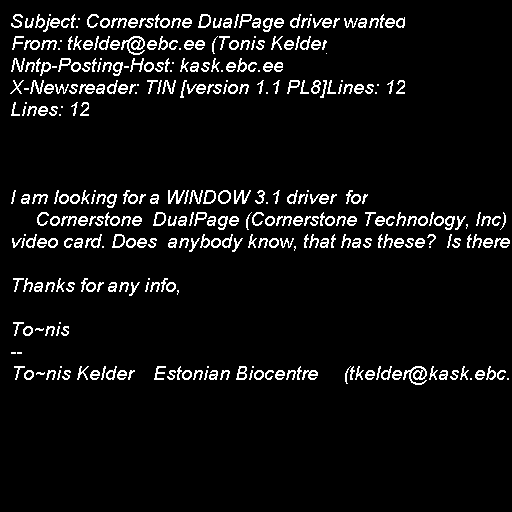 Subject: Cornerstone DualPage driver wanted
From: tkelder@ebc.ee (Tonis Kelder
Nntp-Posting-Host: kask.ebc.ee
X-Newsreader: TIN [version 1.1 PL8]Lines: 12
Lines: 12
I am looking for a WINDOW 3.1 driver  for
Cornerstone  DualPage (Cornerstone Technology, Inc)
video card. Does  anybody know, that has these?  Is there
Thanks for any info,
To~nis
--
To~nis Kelder    Estonian Biocentre     (tkelder@kask.ebc.